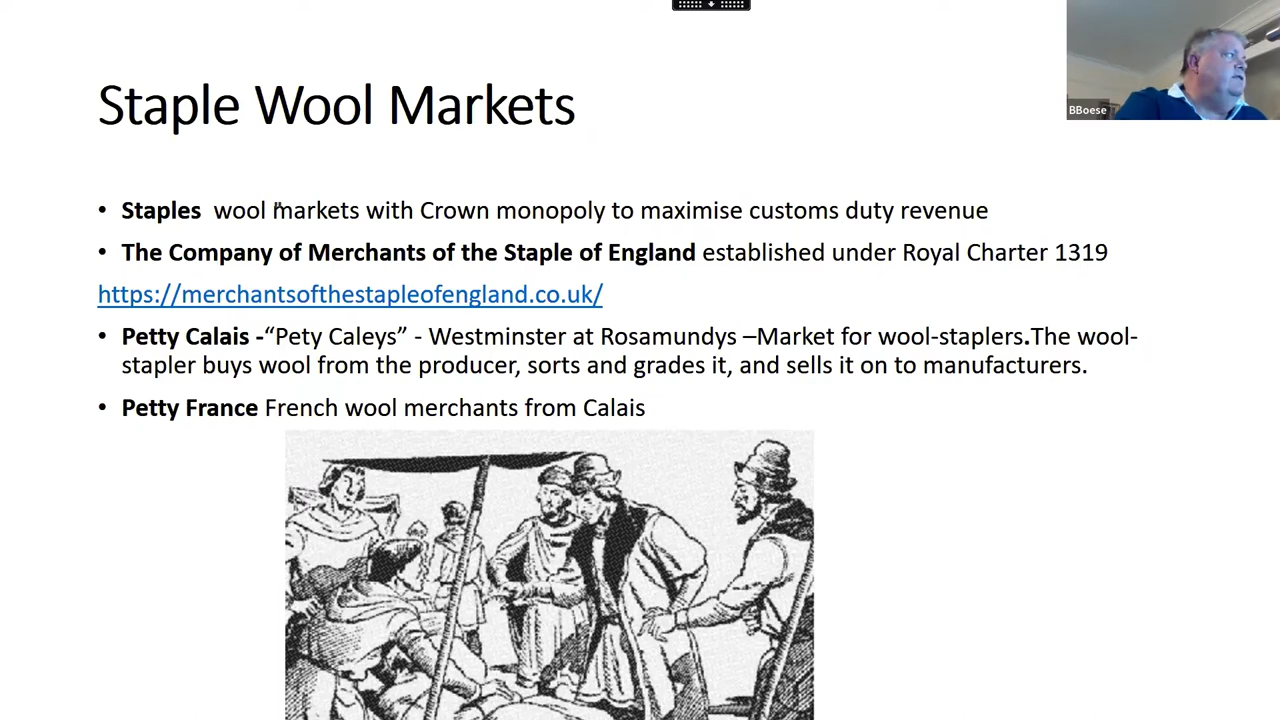 BBoese
Staple Wool Markets
• Staples  wool markets with Crown monopoly to maximise customs duty revenue
• The Company of Merchants of the Staple of England established under Royal Charter 1319
https://merchantsofthestapleofengland.co.uk/
• Petty Calais -“Pety Caleys” - Westminster at Rosamundys –Market for wool-staplers.The wool-
stapler buys wool from the producer, sorts and grades it, and sells it on to manufacturers.
• Petty France French wool merchants from Calais